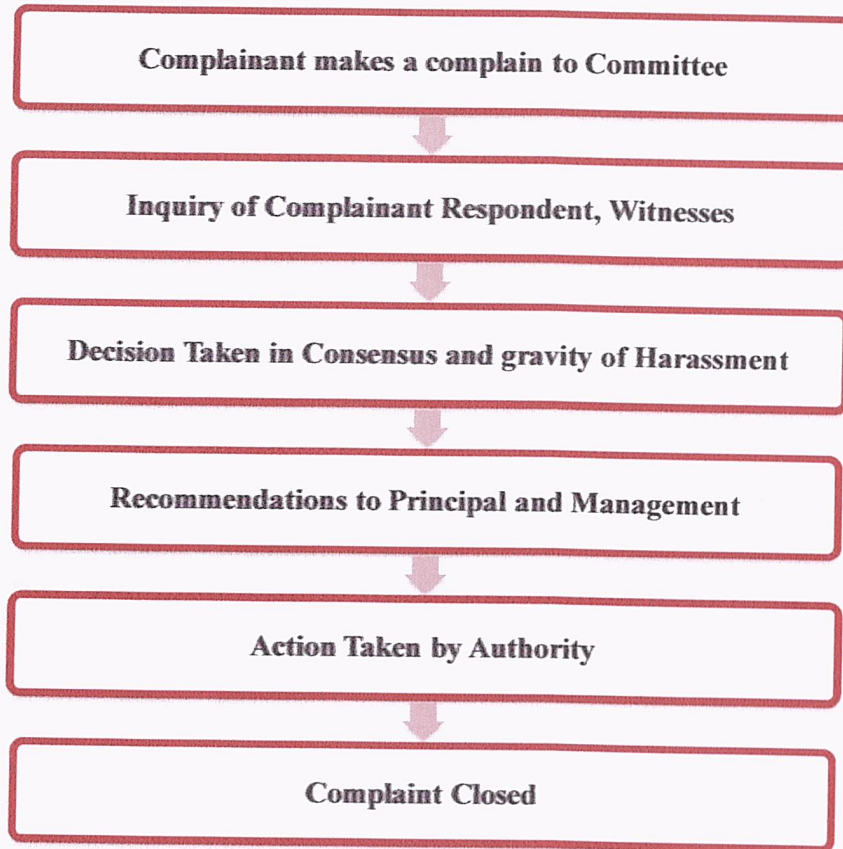 Complainant makes a complain to Committee
Inquiry of Complainant Respondent, Witnesses
Decision Taken in Consensus and gravity of Harassment
Recommendations to Principal and Management
Action Taken by Authority
Complaint Closed